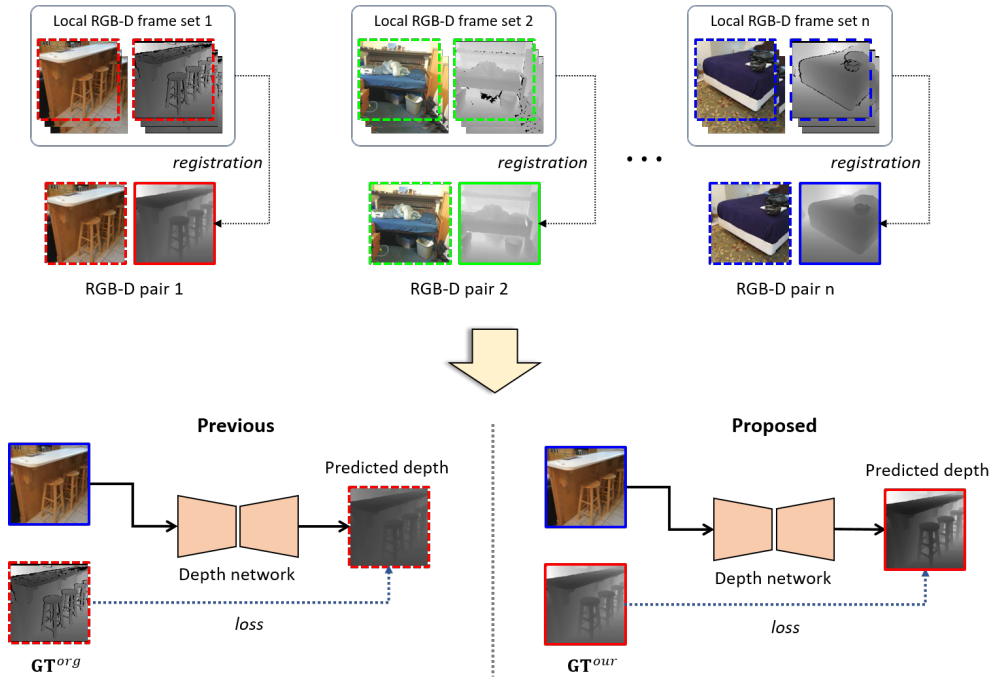 Local RGB-D frame set 1
Local RGB-D frame set 2
Local RGB-D frame set n
registration
registration
registration
• • •
RGB-D pair 1
RGB-D pair 2
RGB-D pair n
Previous
Proposed
Predicted depth
Predicted depth
Depth network
Depth network
loss
loss
GT^org
GT^our